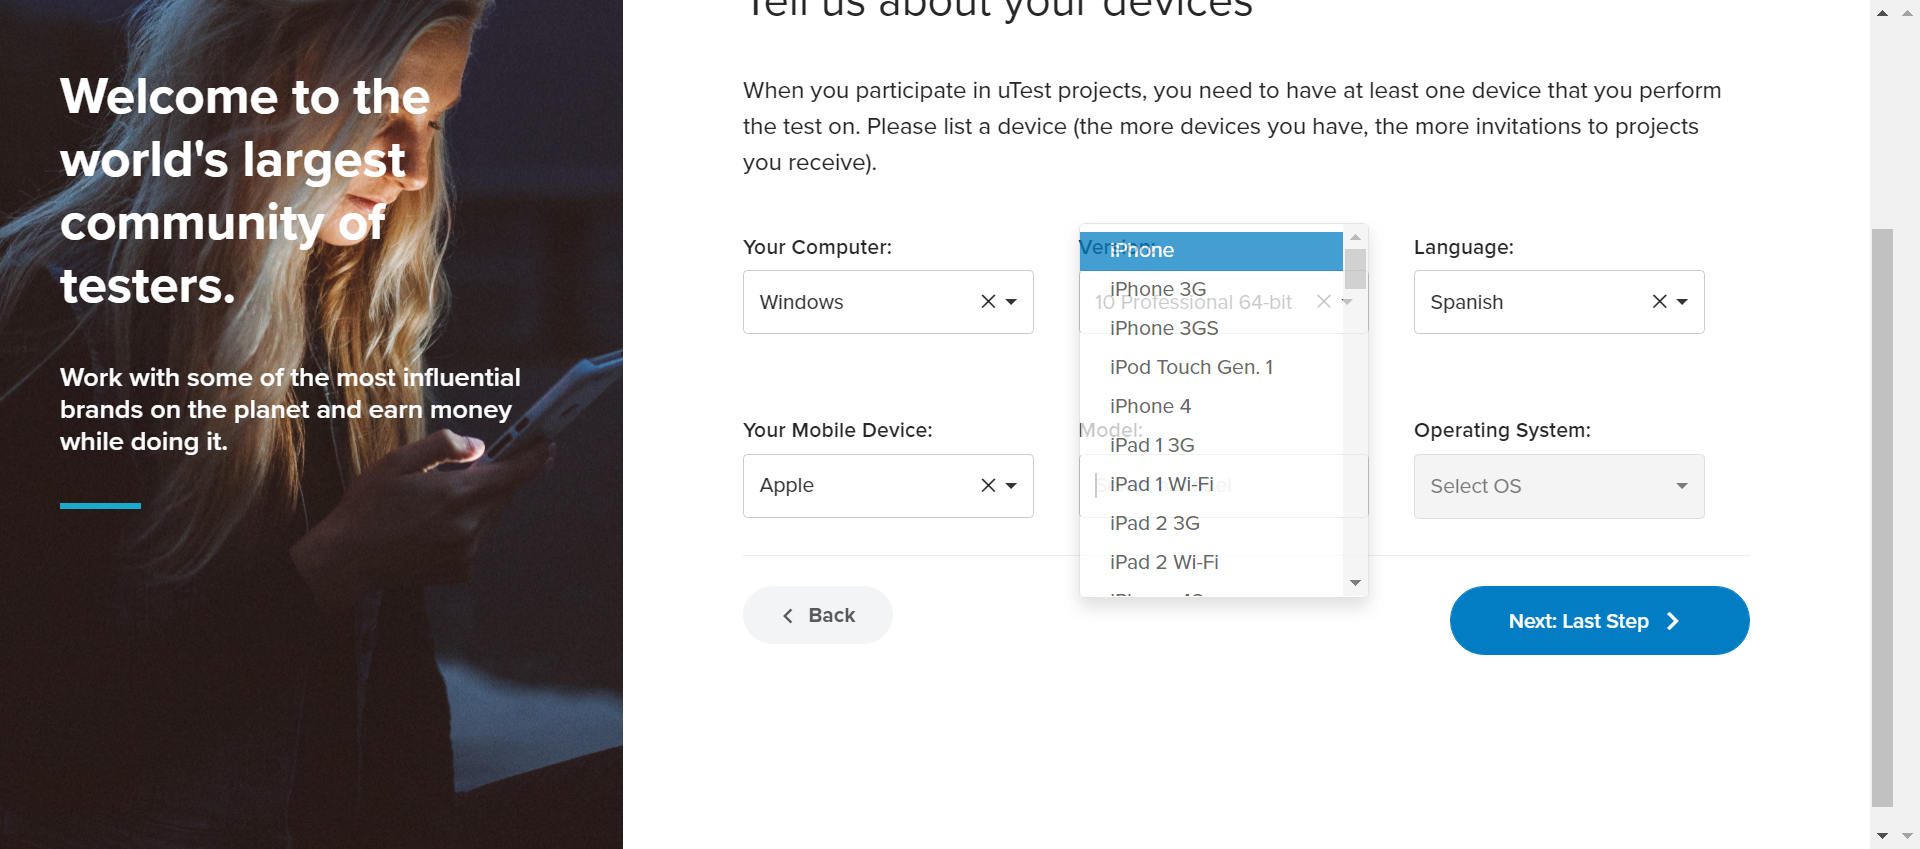 Welcome to the
world's largest
community of
testers.
Work with some of the most influential
brands on the planet and earn money
while doing it.
Tell us about your devices
When you participate in uTest projects, you need to have at least one device that you perform
the test on. Please list a device (the more devices you have, the more invitations to projects
you receive).
Your Computer:
Windows
Version:
10 Professional 64-bit
Language:
Spanish
Your Mobile Device:
Apple
Model:
iPhone
iPhone 3G
iPhone 3GS
iPod Touch Gen. 1
iPhone 4
iPad 1 3G
iPad 1 Wi-Fi
iPad 2 3G
iPad 2 Wi-Fi
Operating System:
Select OS
Back
Next: Last Step